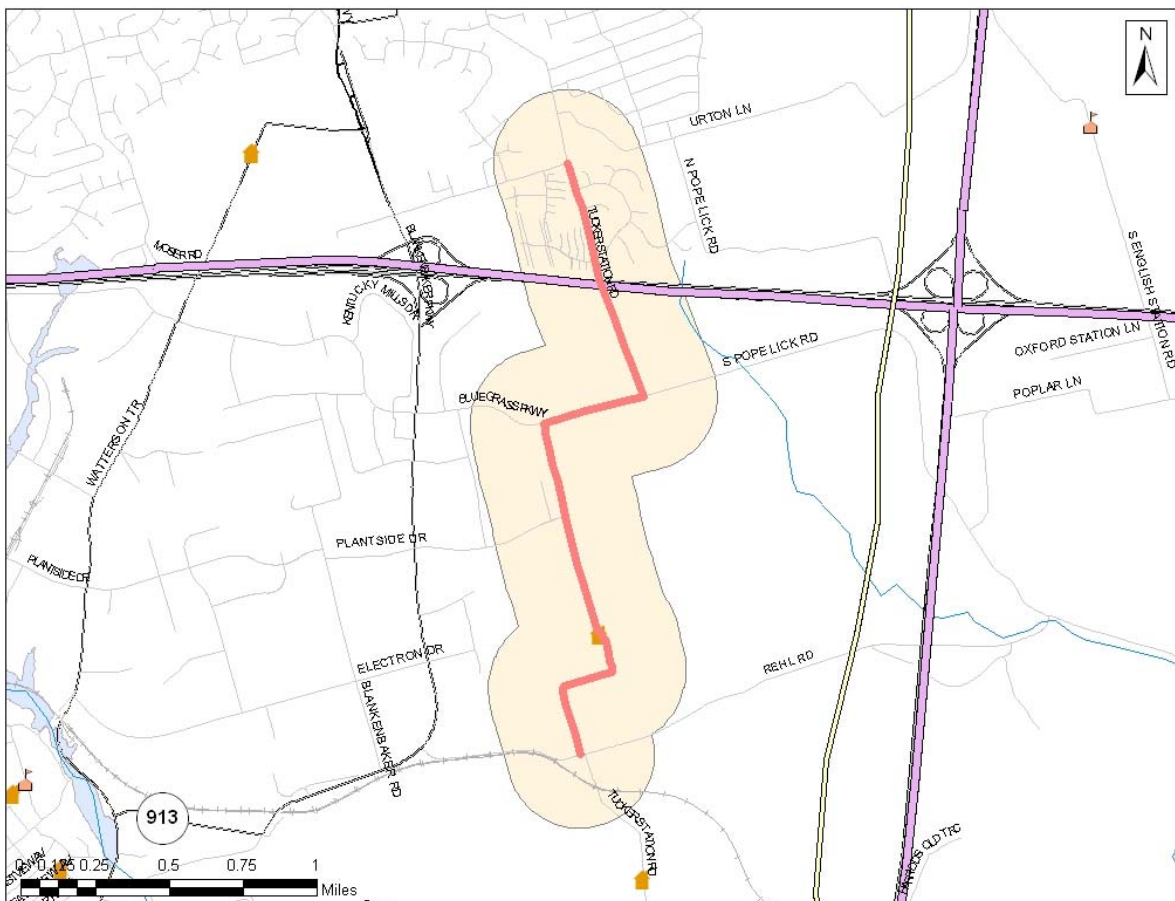 N
URTON LN
N POPE LICK RD
TUCKER STATION RD
MOSER RD
BLANKENBAKER PKWY
KENTUCKY MILLS DR
S ENGLISH STATION RD
OXFORD STATION LN
POPLAR LN
S POPE LICK RD
BLUEGRASS PKWY
WATTERSON TR
PLANTSIDE DR
PLANTSIDE DR
ELECTRON DR
REHL RD
BLANKENBAKER RD
TUCKER STATION RD
913
0 0.125 0.25 0.5 0.75 1
Miles